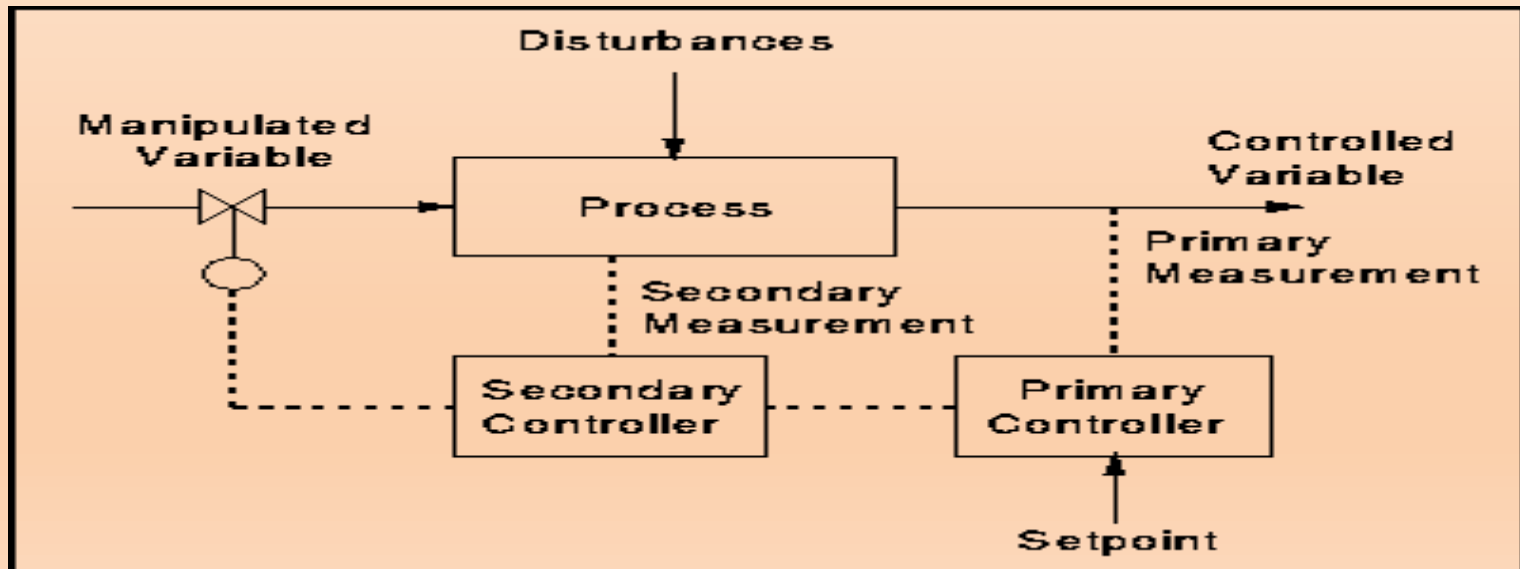 Disturbances
Manipulated
Variable
Controlled
Variable
Process
Primary
Measurement
Secondary
Measurement
Secondary
Controller
Primary
Controller
Setpoint